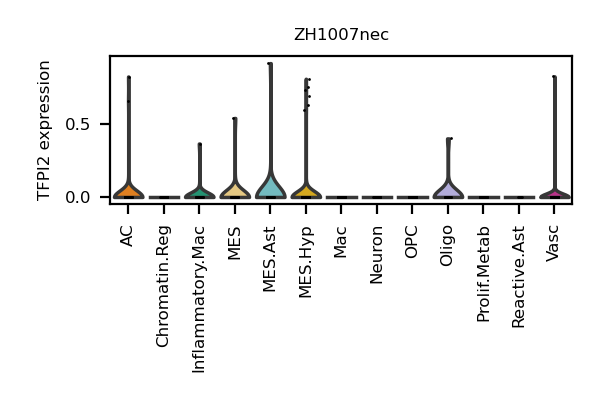 ZH1007nec
TFPI2 expression
0.5
0.0
AC
Chromatin.Reg
Inflammatory.Mac
MES
MES.Ast
MES.Hyp
Mac
Neuron
OPC
Oligo
Prolif.Metab
Reactive.Ast
Vasc